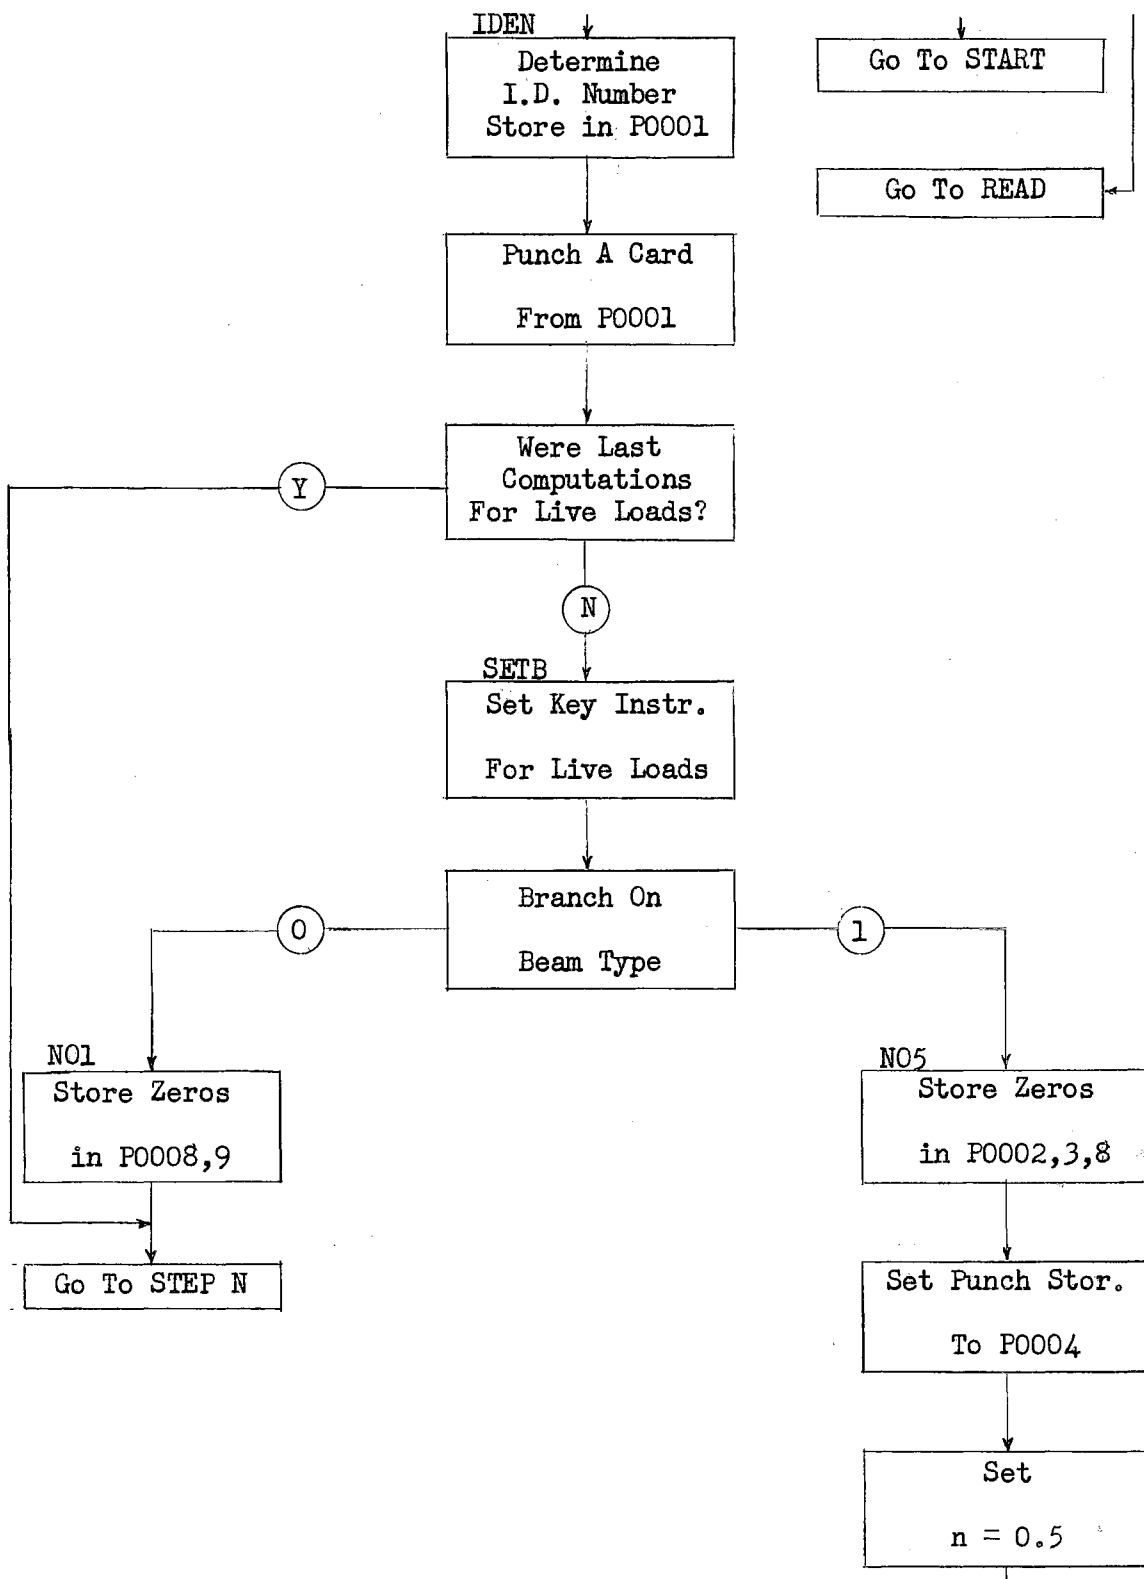 IDEN
Determine
I.D. Number
Store in P0001
Go To START
Go To READ
Punch A Card
From P0001
Were Last
Computations
For Live Loads?
Y
N
SETB
Set Key Instr.
For Live Loads
Branch On
Beam Type
0
1
NO1
Store Zeros
in P0008,9
Go To STEP N
NO5
Store Zeros
in P0002,3,8
Set Punch Stor.
To P0004
Set
n = 0.5